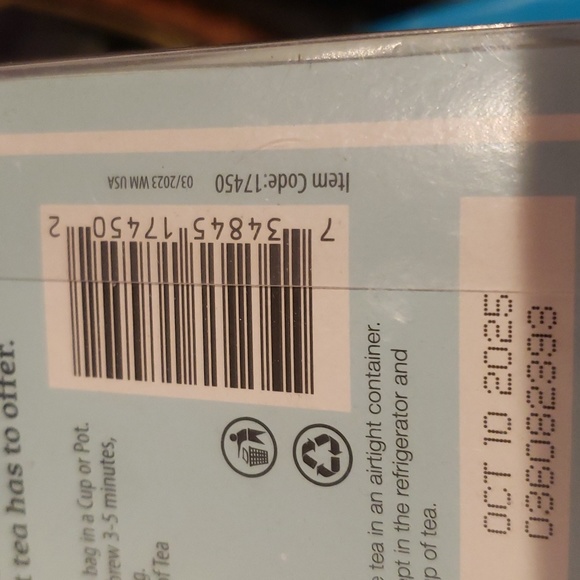 Item Code:17450 03/2023 WM USA
7 34845 17450 2
tea has to offer.
bag in a Cup or Pot.
brew 3-5 minutes,
Tea
tea in an airtight container.
in the refrigerator and
of tea.
OCT 10 2025
036082393